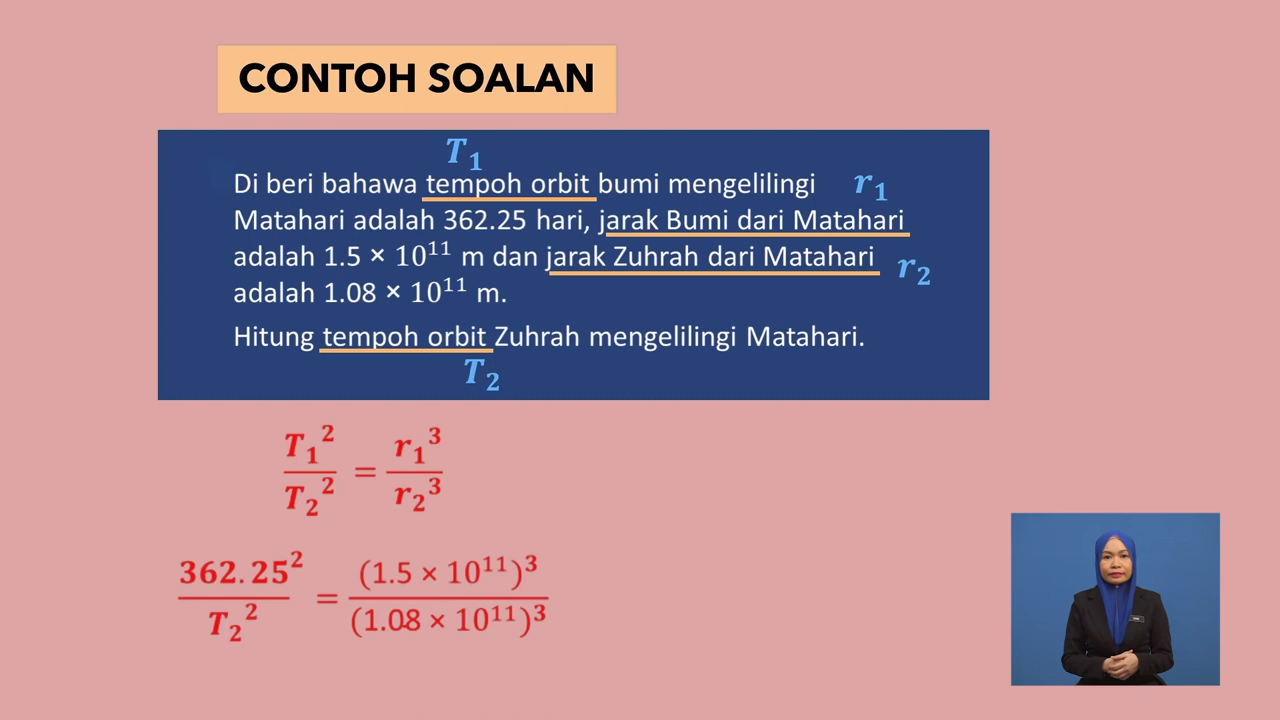 CONTOH SOALAN
T₁
Di beri bahawa tempoh orbit bumi mengelilingi r₁
Matahari adalah 362.25 hari, jarak Bumi dari Matahari
adalah 1.5 × 10¹¹ m dan jarak Zuhrah dari Matahari r₂
adalah 1.08 × 10¹¹ m.
Hitung tempoh orbit Zuhrah mengelilingi Matahari.
T₂
T₁²/T₂² = r₁³/r₂³
362.25²/T₂² = (1.5 × 10¹¹)³/(1.08 × 10¹¹)³